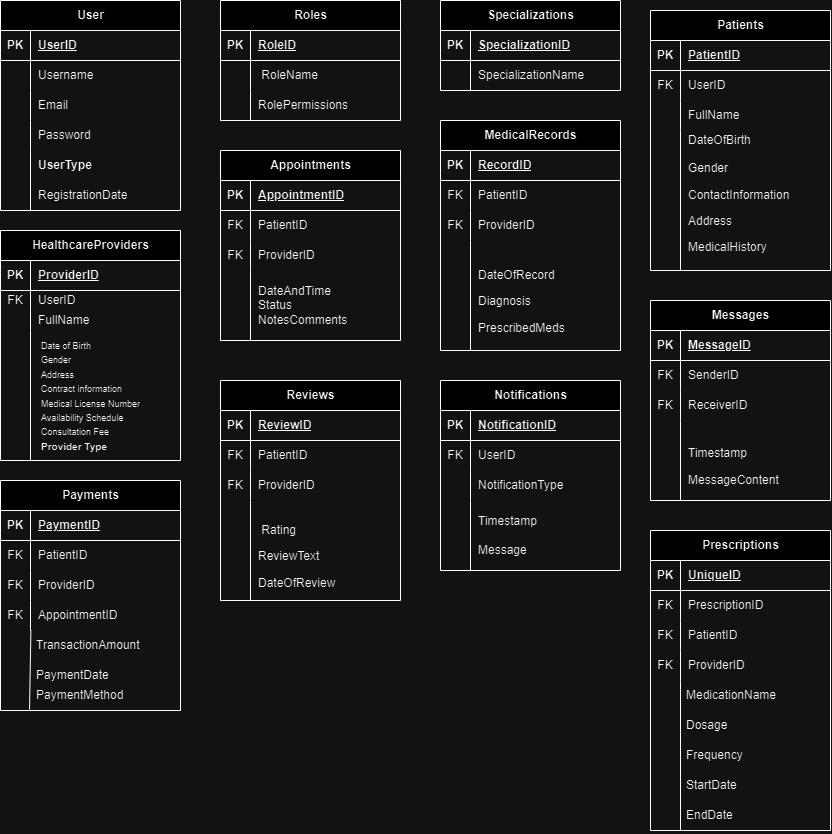 User
PK UserID
Username
Email
Password
UserType
RegistrationDate
HealthcareProviders
PK ProviderID
FK UserID
FullName
Date of Birth
Gender
Address
Contract information
Medical License Number
Availability Schedule
Consultation Fee
Provider Type
Payments
PK PaymentID
FK PatientID
FK ProviderID
FK AppointmentID
TransactionAmount
PaymentDate
PaymentMethod
Roles
PK RoleID
RoleName
RolePermissions
Appointments
PK AppointmentID
FK PatientID
FK ProviderID
DateAndTime
Status
NotesComments
Reviews
PK ReviewID
FK PatientID
FK ProviderID
Rating
ReviewText
DateOfReview
Specializations
PK SpecializationID
SpecializationName
MedicalRecords
PK RecordID
FK PatientID
FK ProviderID
DateOfRecord
Diagnosis
PrescribedMeds
Notifications
PK NotificationID
FK UserID
NotificationType
Timestamp
Message
Patients
PK PatientID
FK UserID
FullName
DateOfBirth
Gender
ContactInformation
Address
MedicalHistory
Messages
PK MessageID
FK SenderID
FK ReceiverID
Timestamp
MessageContent
Prescriptions
PK UniqueID
FK PrescriptionID
FK PatientID
FK ProviderID
MedicationName
Dosage
Frequency
StartDate
EndDate